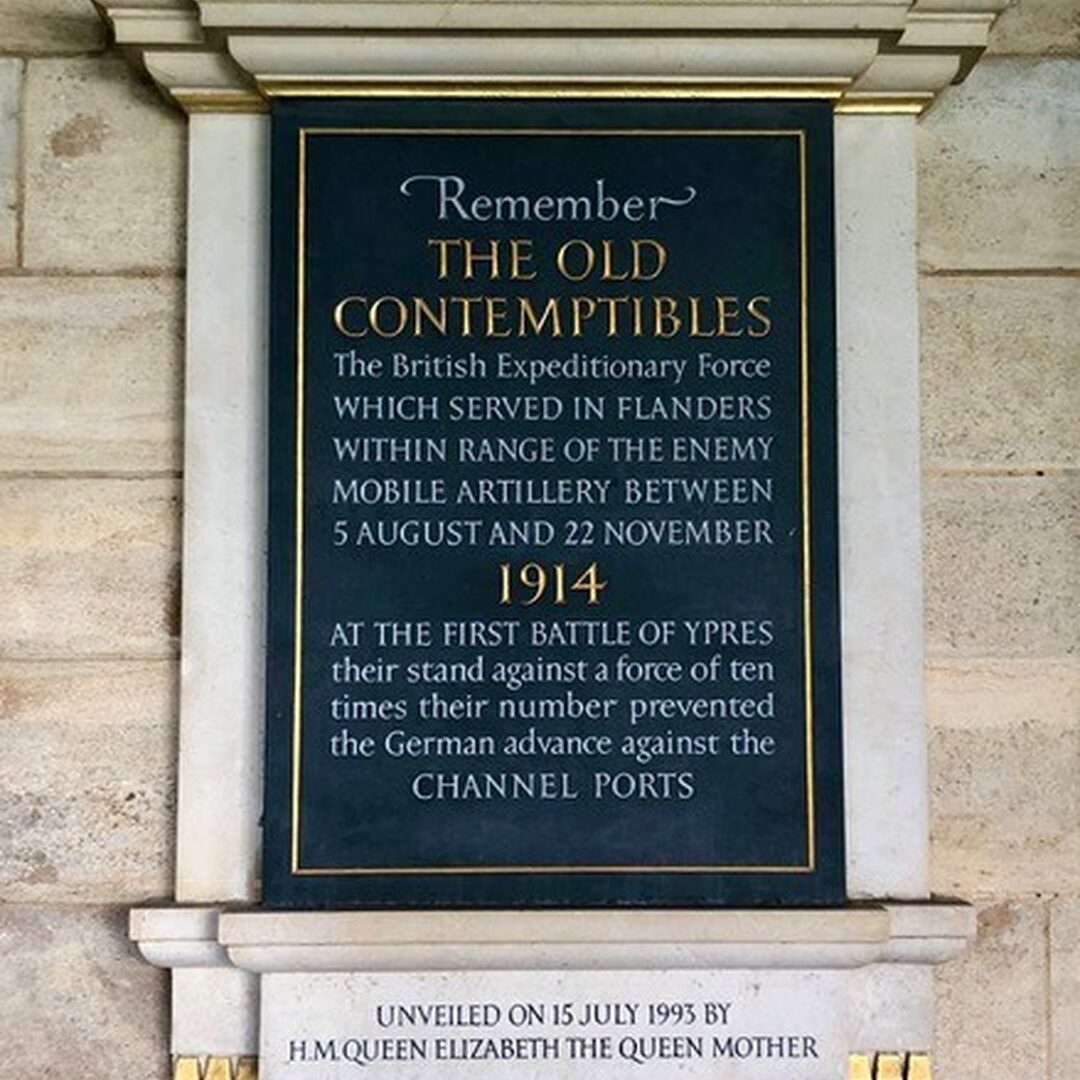 Remember
THE OLD
CONTEMPTIBLES
The British Expeditionary Force
WHICH SERVED IN FLANDERS
WITHIN RANGE OF THE ENEMY
MOBILE ARTILLERY BETWEEN
5 AUGUST AND 22 NOVEMBER
1914
AT THE FIRST BATTLE OF YPRES
their stand against a force of ten
times their number prevented
the German advance against the
CHANNEL PORTS
UNVEILED ON 15 JULY 1993 BY
H.M. QUEEN ELIZABETH THE QUEEN MOTHER